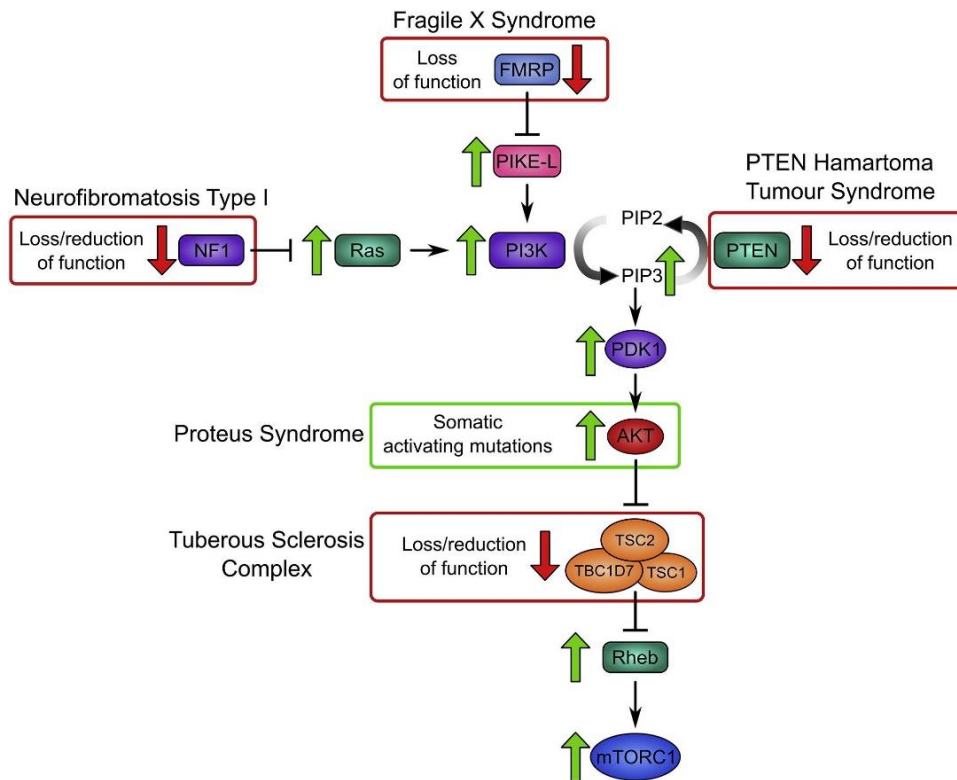 Fragile X Syndrome
Loss
of function
FMRP
PIKE-L
Neurofibromatosis Type I
Loss/reduction
of function
NF1
Ras
PI3K
PIP2
PIP3
PTEN Hamartoma
Tumour Syndrome
PTEN
Loss/reduction
of function
PDK1
Proteus Syndrome
Somatic
activating mutations
AKT
Tuberous Sclerosis
Complex
Loss/reduction
of function
TSC2
TBC1D7
TSC1
Rheb
mTORC1